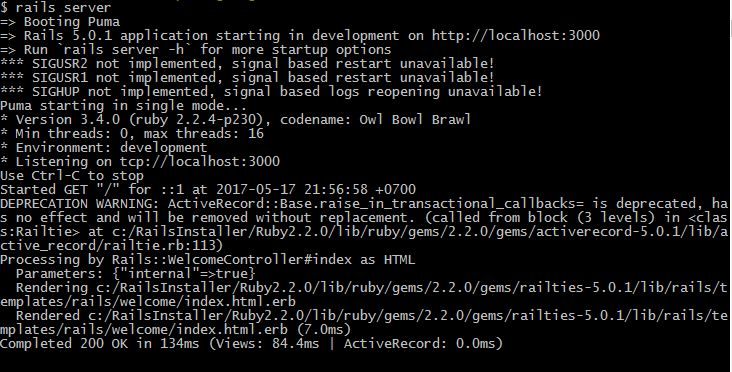 $ rails server
=> Booting Puma
=> Rails 5.0.1 application starting in development on http://localhost:3000
=> Run `rails server -h` for more startup options
*** SIGUSR2 not implemented, signal based restart unavailable!
*** SIGUSR1 not implemented, signal based restart unavailable!
*** SIGHUP not implemented, signal based logs reopening unavailable!
Puma starting in single mode...
* Version 3.4.0 (ruby 2.2.4-p230), codename: Owl Bowl Brawl
* Min threads: 0, max threads: 16
* Environment: development
* Listening on tcp://localhost:3000
Use Ctrl-C to stop
Started GET "/" for ::1 at 2017-05-17 21:56:58 +0700
DEPRECATION WARNING: ActiveRecord::Base.raise_in_transactional_callbacks= is deprecated, ha
s no effect and will be removed without replacement. (called from block (3 levels) in <clas
s:Railtie> at c:/RailsInstaller/Ruby2.2.0/lib/ruby/gems/2.2.0/gems/activerecord-5.0.1/lib/a
ctive_record/railtie.rb:113)
Processing by Rails::WelcomeController#index as HTML
  Parameters: {"internal"=>true}
  Rendering c:/RailsInstaller/Ruby2.2.0/lib/ruby/gems/2.2.0/gems/railties-5.0.1/lib/rails/t
emplates/rails/welcome/index.html.erb
  Rendered c:/RailsInstaller/Ruby2.2.0/lib/ruby/gems/2.2.0/gems/railties-5.0.1/lib/rails/te
mplates/rails/welcome/index.html.erb (7.0ms)
Completed 200 OK in 134ms (Views: 84.4ms | ActiveRecord: 0.0ms)